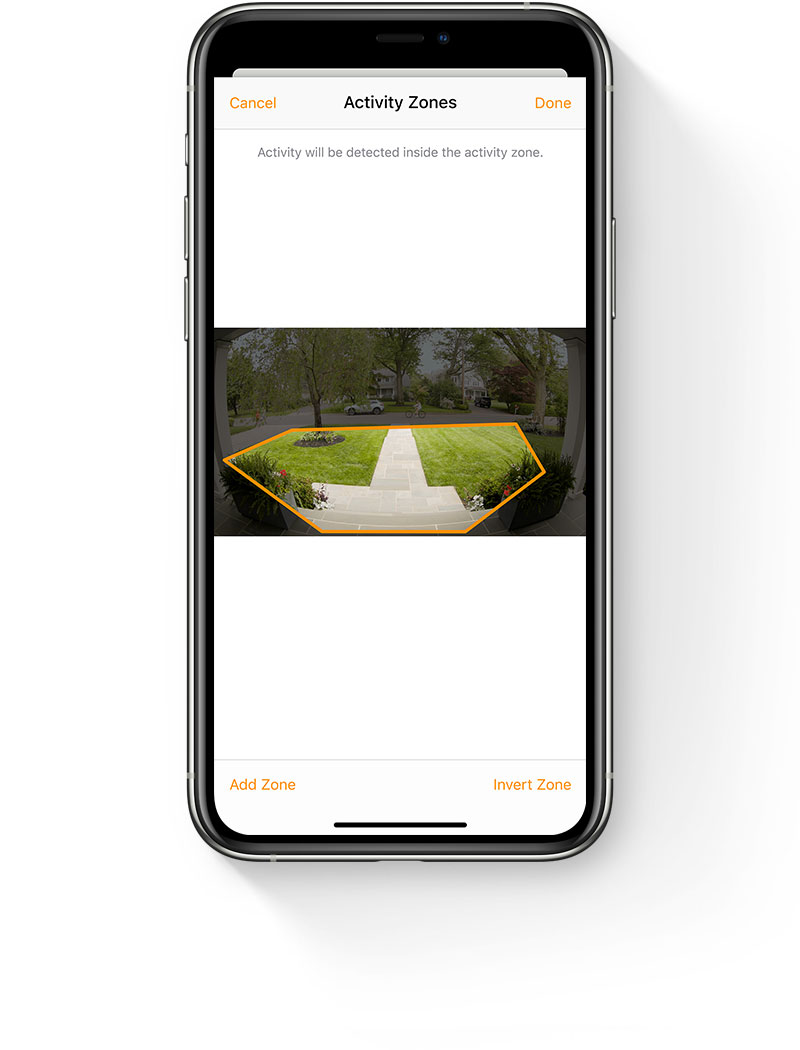 Cancel Activity Zones Done
Activity will be detected inside the activity zone.
Add Zone Invert Zone